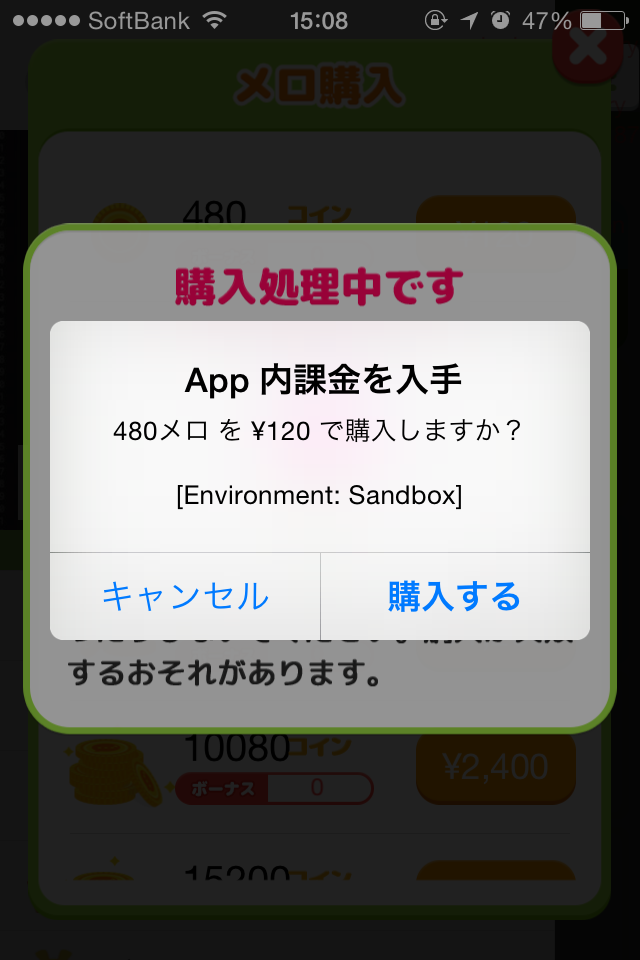 SoftBank 15:08 47%
メロ購入
480 コイン
購入処理中です
App 内課金を入手
480メロ を ¥120 で購入しますか？
[Environment: Sandbox]
キャンセル 購入する
するおそれがあります。
10080 コイン
¥2,400
ボーナス 0
15200 コイン